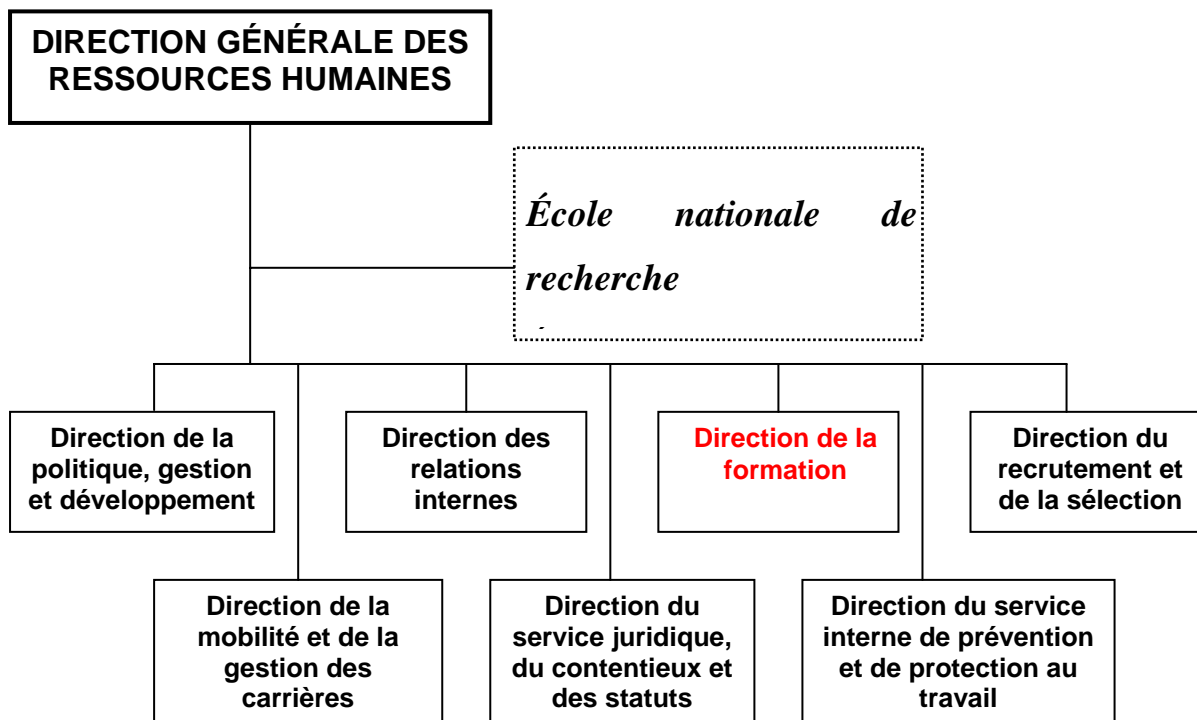 DIRECTION GÉNÉRALE DES
RESSOURCES HUMAINES
École nationale de
recherche
Direction de la
politique, gestion
et développement
Direction des
relations
internes
Direction de la
formation
Direction du
recrutement et
de la sélection
Direction de la
mobilité et de la
gestion des
carrières
Direction du
service juridique,
du contentieux et
des statuts
Direction du service
interne de prévention
et de protection au
travail